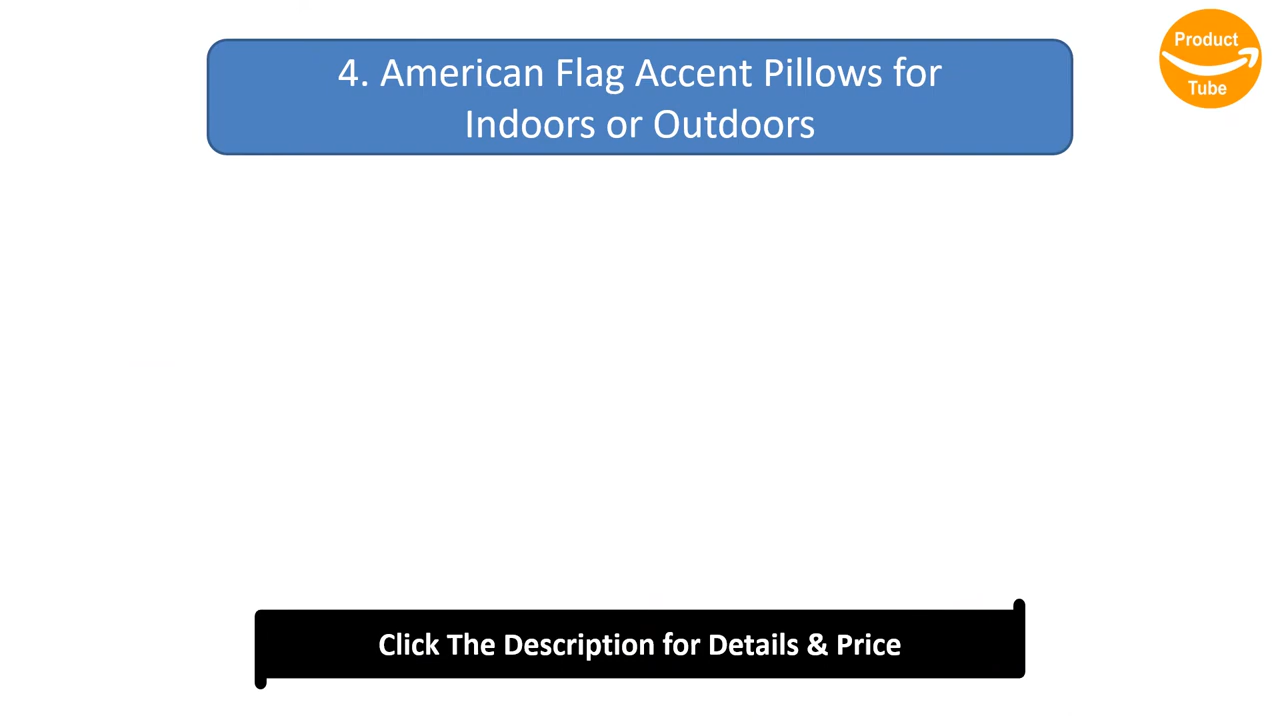 4. American Flag Accent Pillows for
Indoors or Outdoors
Product
Tube
Click The Description for Details & Price